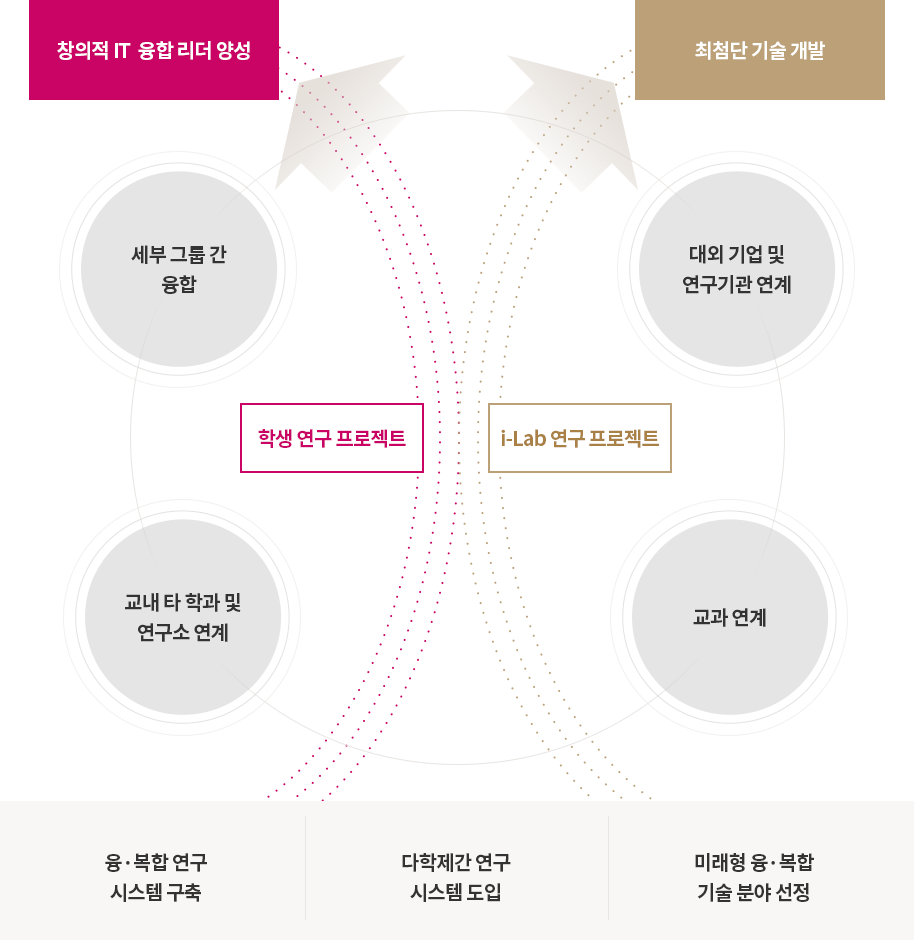 창의적 IT 융합 리더 양성
최첨단 기술 개발
세부 그룹 간
융합
대외 기업 및
연구기관 연계
학생 연구 프로젝트
i-Lab 연구 프로젝트
교내 타 학과 및
연구소 연계
교과 연계
융·복합 연구
시스템 구축
다학제간 연구
시스템 도입
미래형 융·복합
기술 분야 선정